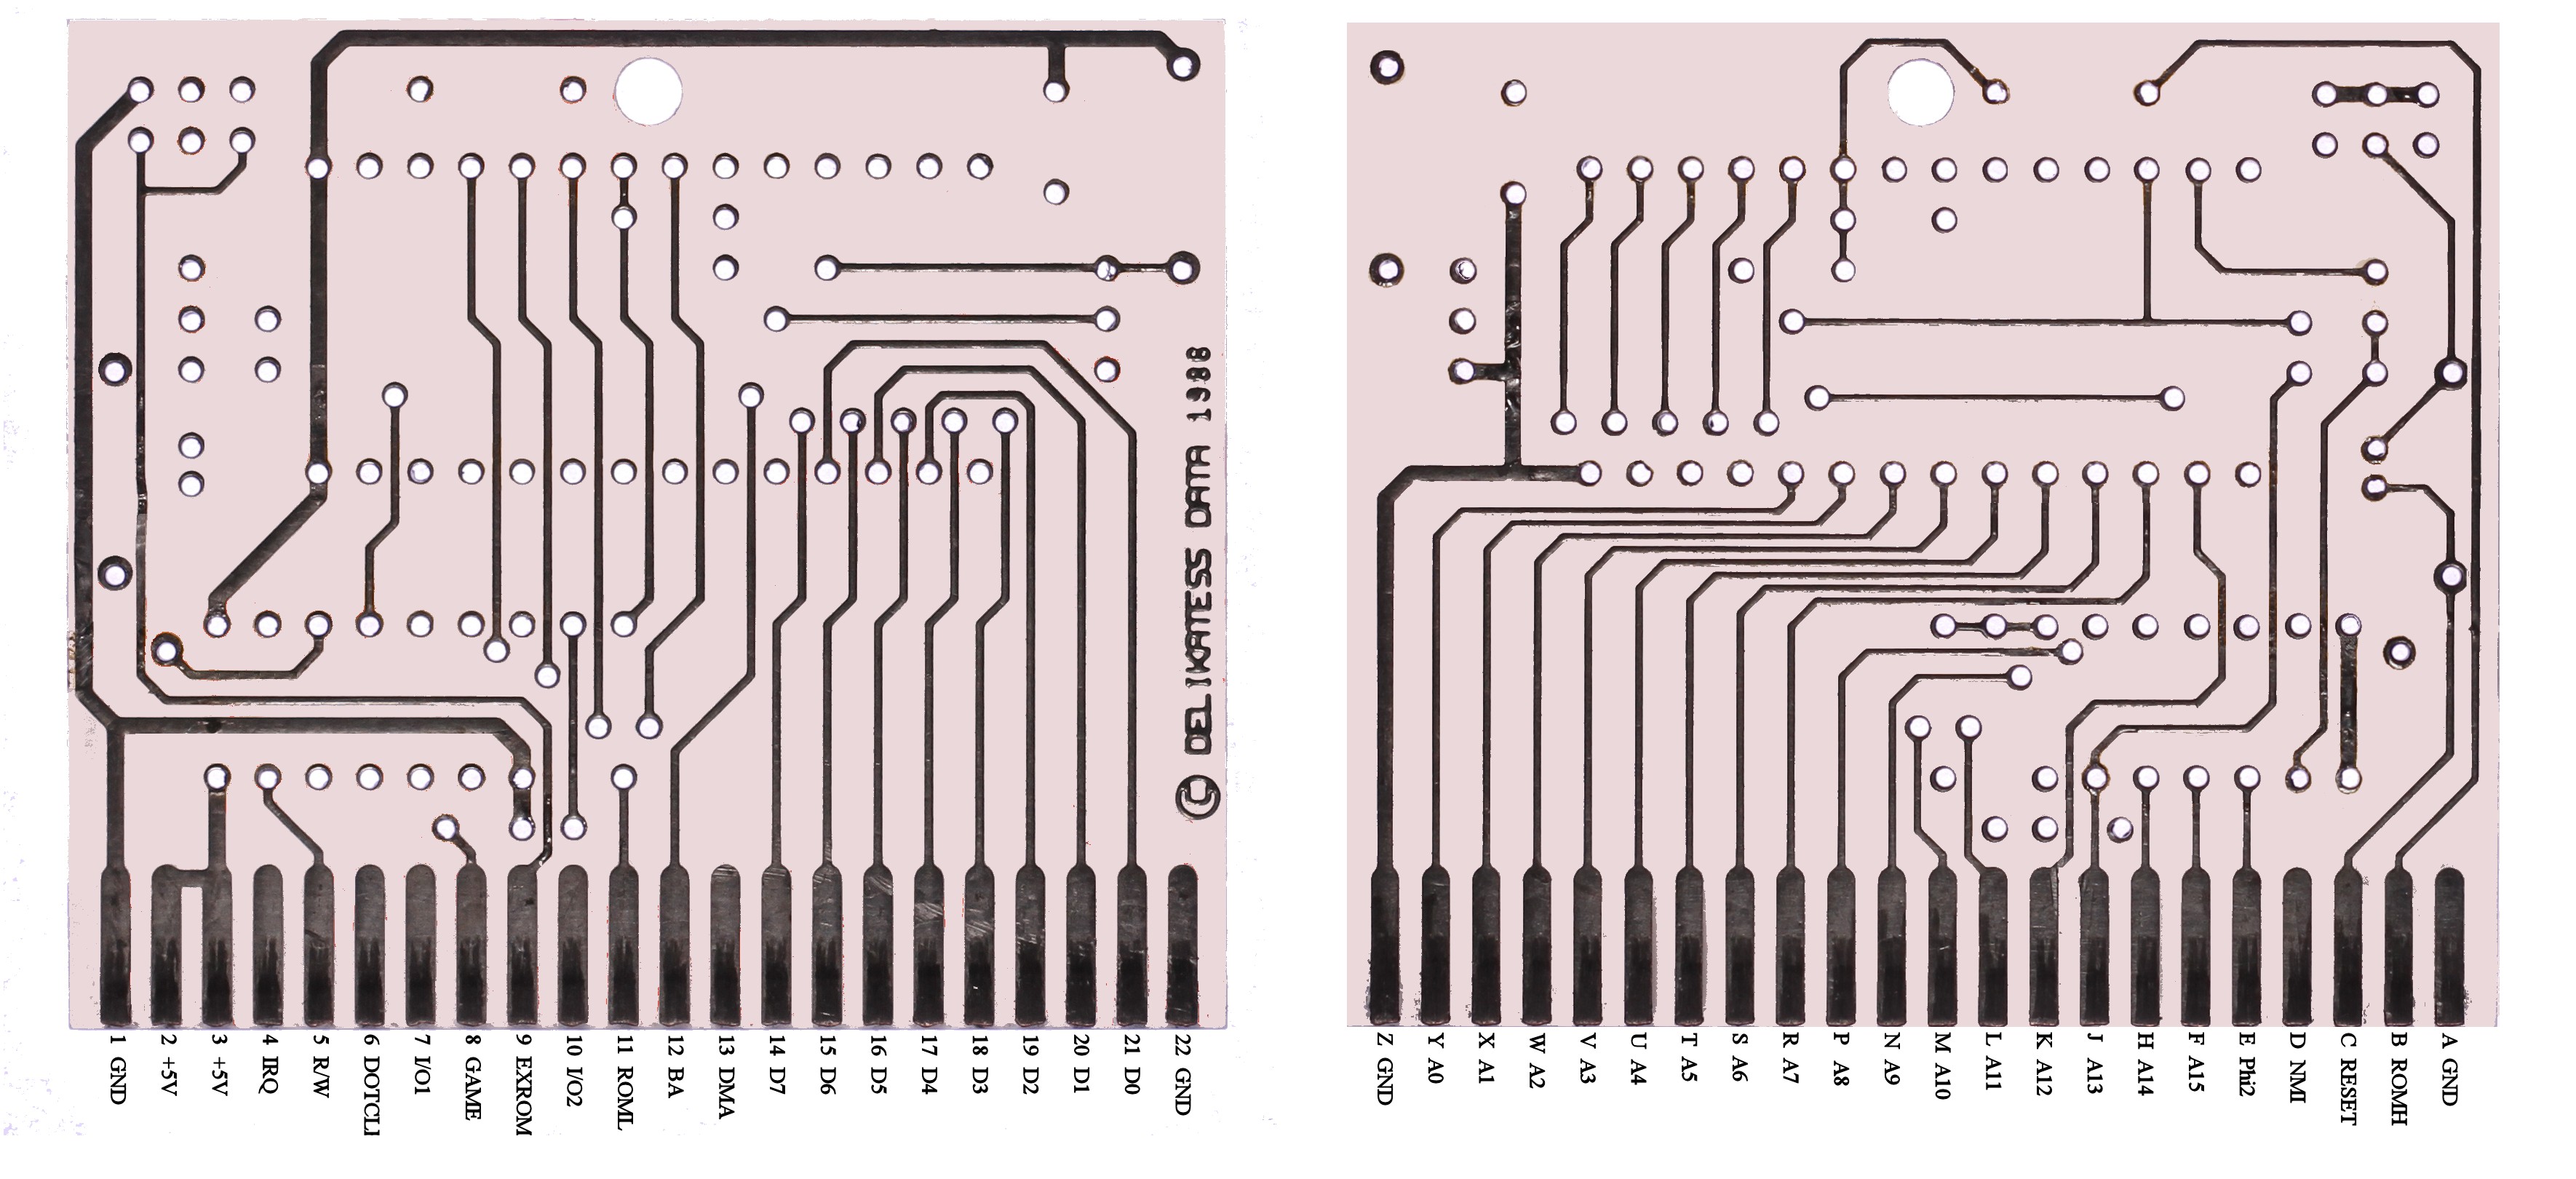 © DELIKATESS DATA 1988
1 GND
2 +5V
3 +5V
4 IRQ
5 R/W
6 DOTCLI
7 I/O1
8 GAME
9 EXROM
10 I/O2
11 ROML
12 BA
13 DMA
14 D7
15 D6
16 D5
17 D4
18 D3
19 D2
20 D1
21 D0
22 GND
Z GND
Y A0
X A1
W A2
V A3
U A4
T A5
S A6
R A7
P A8
N A9
M A10
L A11
K A12
J A13
H A14
F A15
E Phi2
D NMI
C RESET
B ROMH
A GND